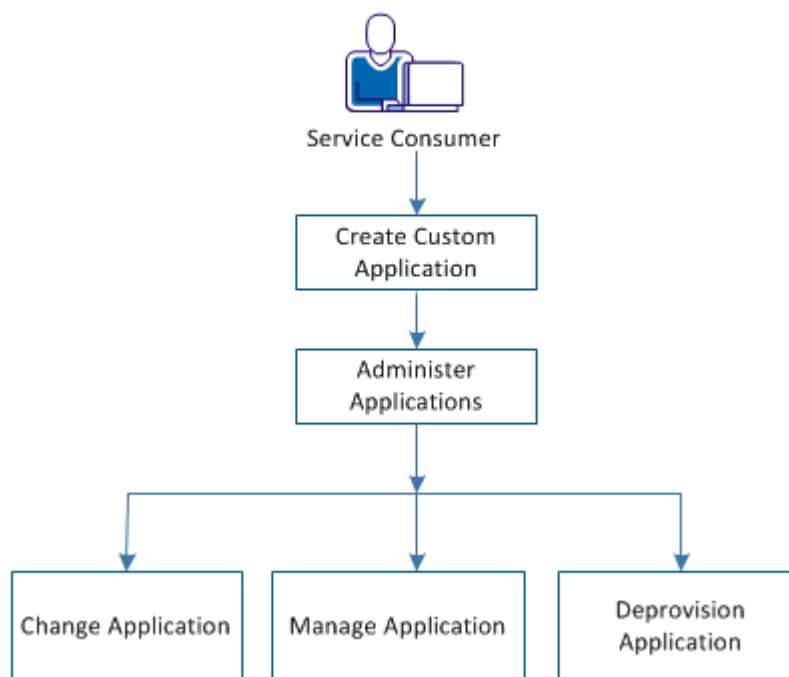 Service Consumer
Create Custom
Application
Administer
Applications
Change Application
Manage Application
Deprovision
Application